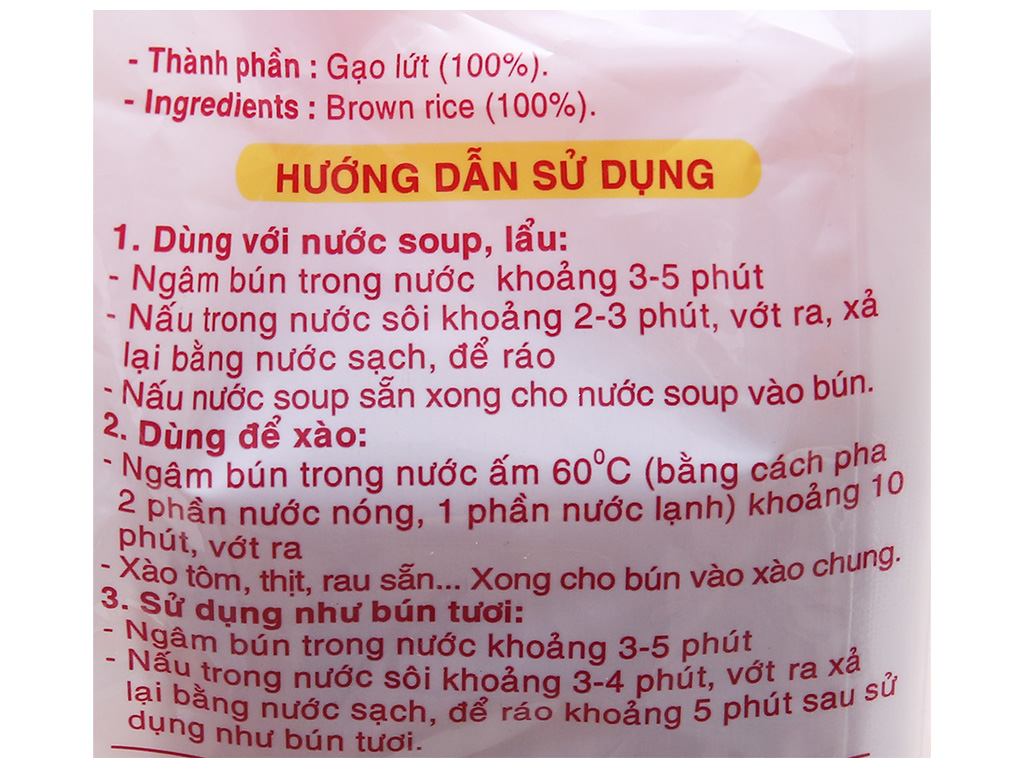 - Thành phần : Gạo lứt (100%).
- Ingredients : Brown rice (100%).
HƯỚNG DẪN SỬ DỤNG
1. Dùng với nước soup, lẩu:
- Ngâm bún trong nước khoảng 3-5 phút
- Nấu trong nước sôi khoảng 2-3 phút, vớt ra, xả
lại bằng nước sạch, để ráo
- Nấu nước soup sẵn xong cho nước soup vào bún.
2. Dùng để xào:
- Ngâm bún trong nước ấm 60⁰C (bằng cách pha
2 phần nước nóng, 1 phần nước lạnh) khoảng 10
phút, vớt ra
- Xào tôm, thịt, rau sẵn... Xong cho bún vào xào chung.
3. Sử dụng như bún tươi:
- Ngâm bún trong nước khoảng 3-5 phút
- Nấu trong nước sôi khoảng 3-4 phút, vớt ra xả
lại bằng nước sạch, để ráo khoảng 5 phút sau sử
dụng như bún tươi.